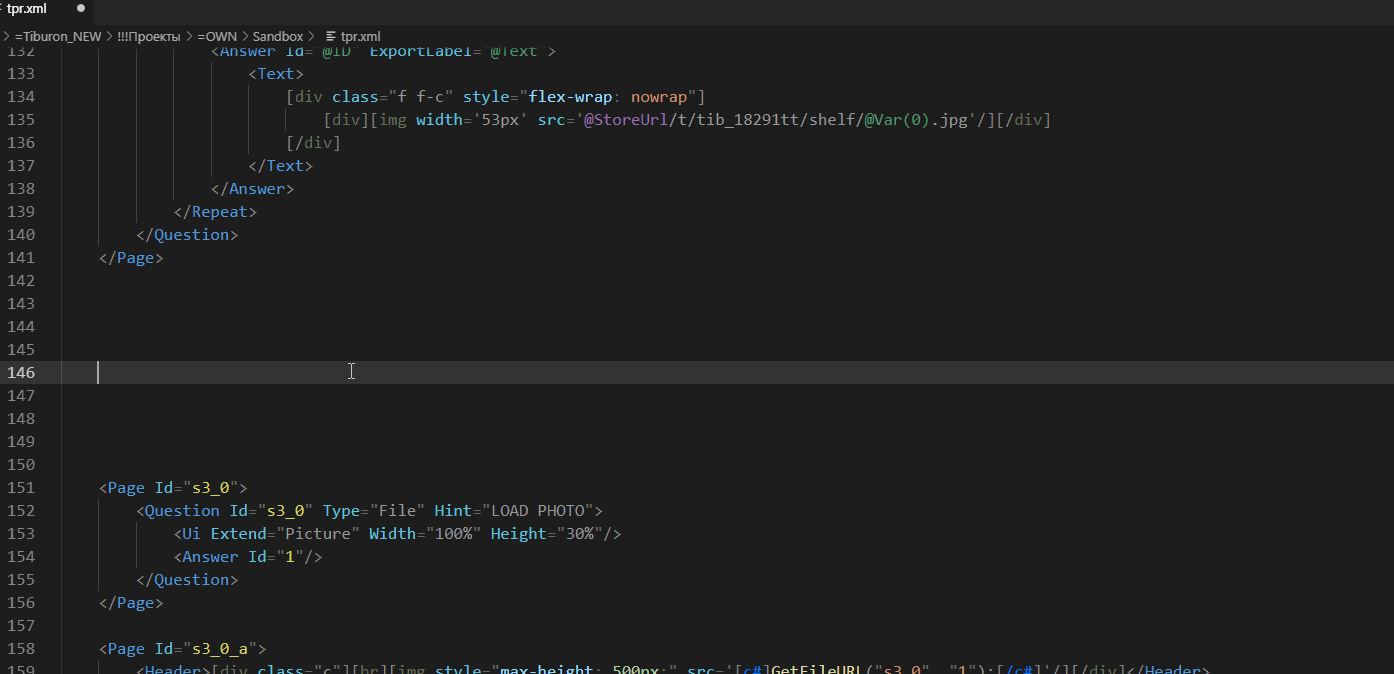 tpr.xml
> =Tiburon_NEW > !!!Проекты > =OWN > Sandbox > tpr.xml
132 <Answer Id="@ID" ExportLabel="@Text">
133 <Text>
134 [div class="f f-c" style="flex-wrap: nowrap"]
135 [div][img width='53px' src='@StoreUrl/t/tib_18291tt/shelf/@Var(0).jpg'/][/div]
136 [/div]
137 </Text>
138 </Answer>
139 </Repeat>
140 </Question>
141 </Page>
142
143
144
145
146
147
148
149
150
151 <Page Id="s3_0">
152 <Question Id="s3_0" Type="File" Hint="LOAD PHOTO">
153 <Ui Extend="Picture" Width="100%" Height="30%"/>
154 <Answer Id="1"/>
155 </Question>
156 </Page>
157
158 <Page Id="s3_0_a">
159 <Header>[div class="c"][br][img style="max-height: 500px;" src='[c#]GetFileURL("s3_0", "1");[/c#]'/][/div]</Header>